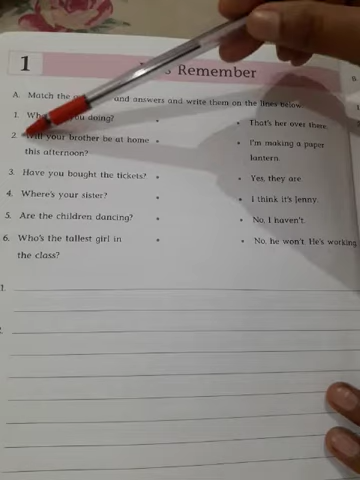 1
Remember
A. Match the and answers and write them on the lines below.
1. you doing?
2. Will your brother be at home
this afternoon?
3. Have you bought the tickets?
4. Where's your sister?
5. Are the children dancing?
6. Who's the tallest girl in
the class?
• That's her over there.
• I'm making a paper
lantern.
• Yes, they are.
• I think it's Jenny.
• No, I haven't.
• No, he won't. He's working
1.